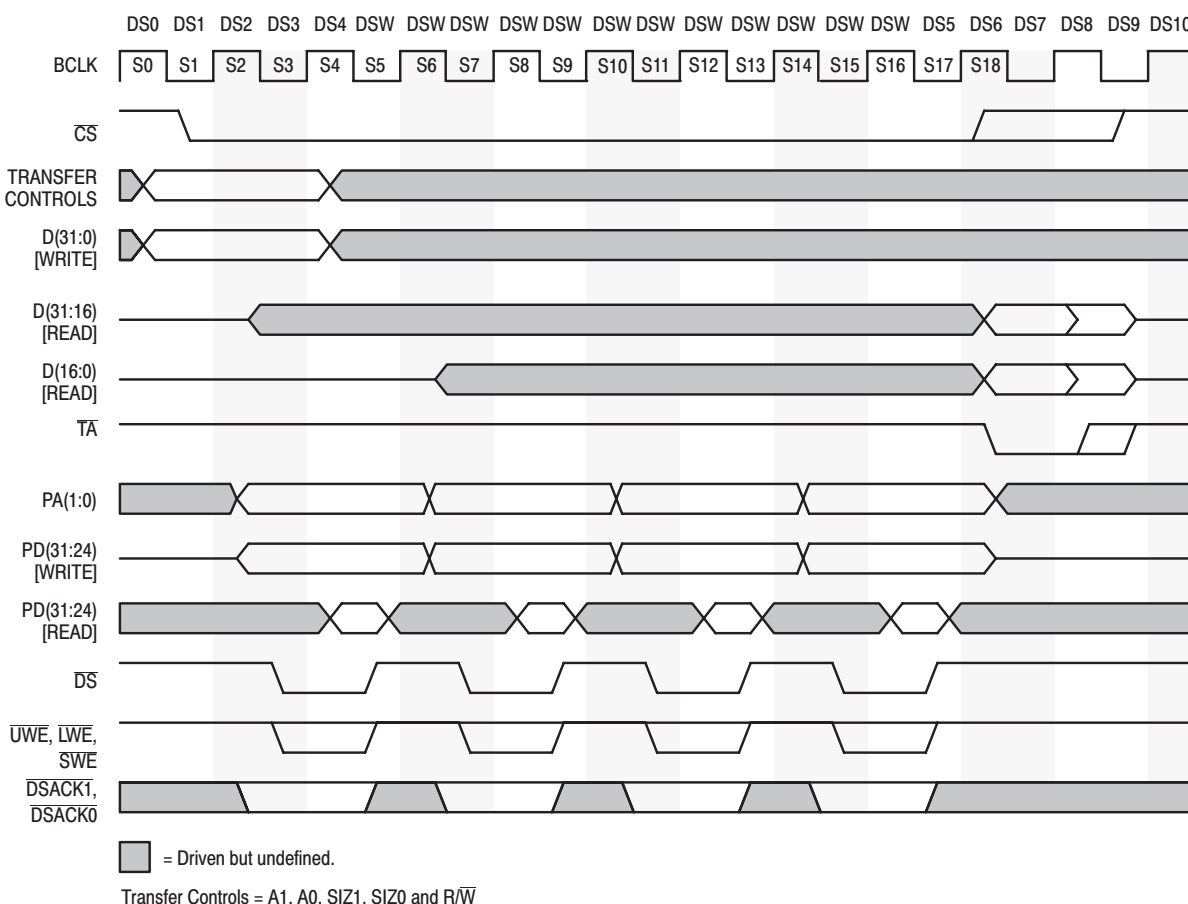 DS0 DS1 DS2 DS3 DS4 DSW DSW DSW DSW DSW DSW DSW DSW DSW DSW DSW DSW DS5 DS6 DS7 DS8 DS9 DS10
BCLK S0 S1 S2 S3 S4 S5 S6 S7 S8 S9 S10 S11 S12 S13 S14 S15 S16 S17 S18
CS
TRANSFER
CONTROLS
D(31:0)
[WRITE]
D(31:16)
[READ]
D(16:0)
[READ]
TA
PA(1:0)
PD(31:24)
[WRITE]
PD(31:24)
[READ]
DS
UWE, LWE,
SWE
DSACK1,
DSACK0
= Driven but undefined.
Transfer Controls = A1, A0, SIZ1, SIZ0 and R/W